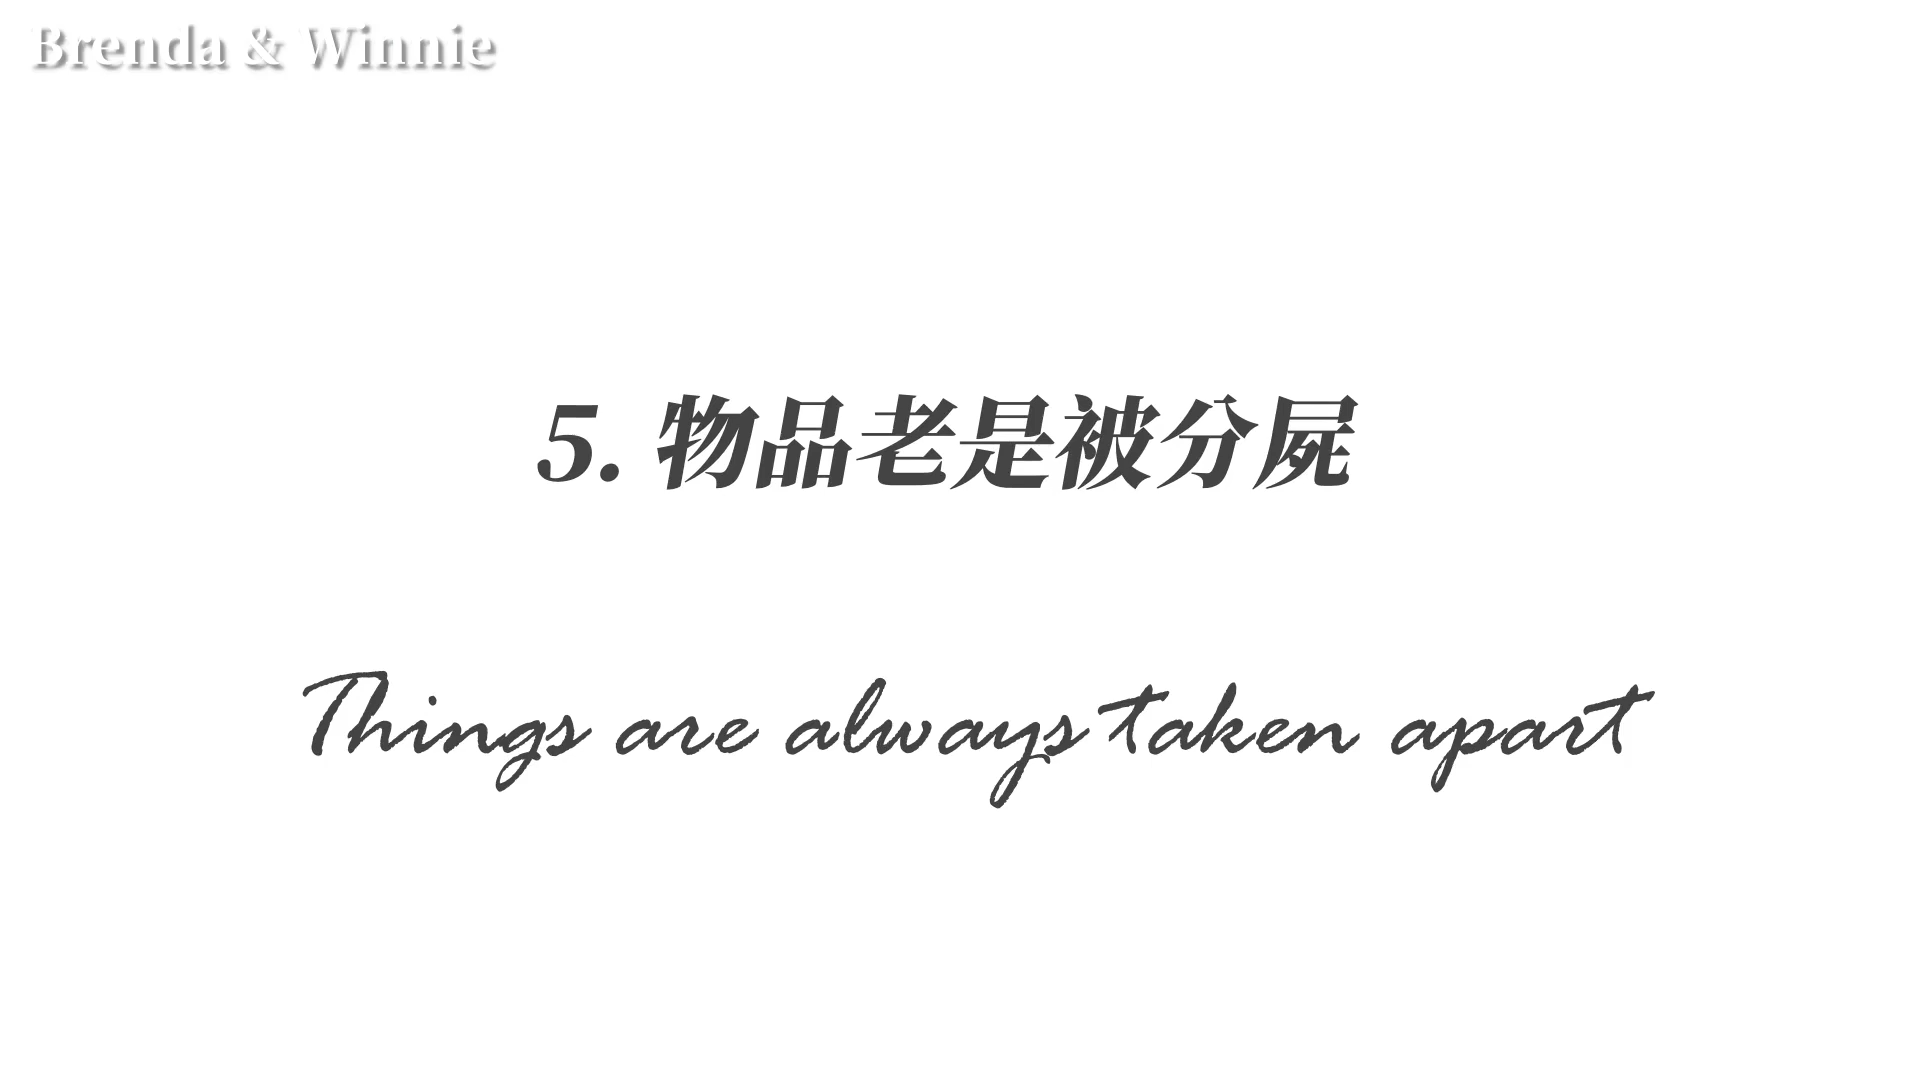 Brenda & Winnie
5. 物品老是被分屍
Things are always taken apart